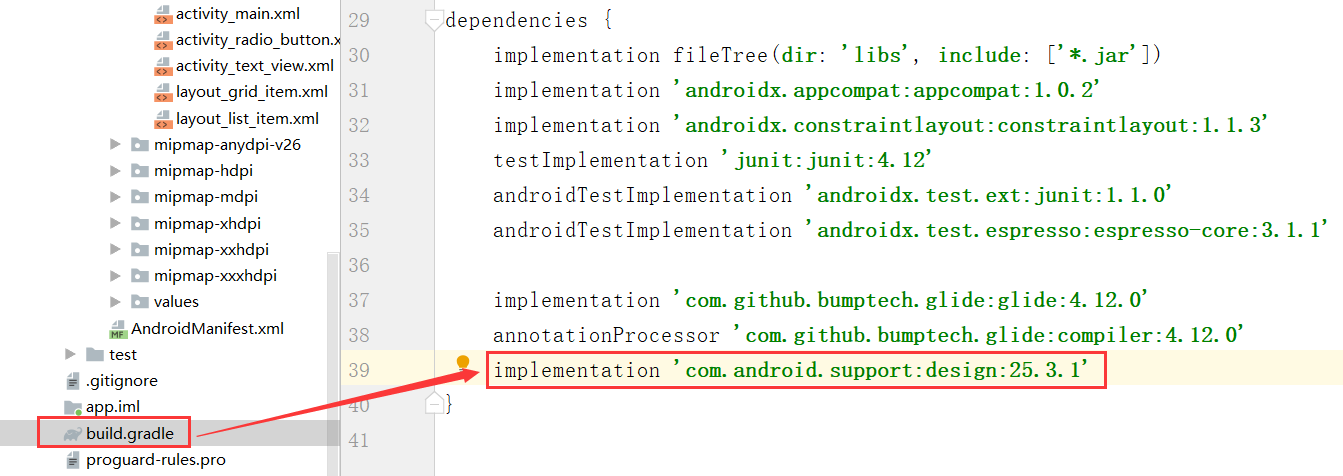 activity_main.xml
activity_radio_button.x
activity_text_view.xml
layout_grid_item.xml
layout_list_item.xml
mipmap-anydpi-v26
mipmap-hdpi
mipmap-mdpi
mipmap-xhdpi
mipmap-xxhdpi
mipmap-xxxhdpi
values
MF AndroidManifest.xml
test
.gitignore
app.iml
build.gradle
proguard-rules.pro
29 dependencies {
30 implementation fileTree(dir: 'libs', include: ['*.jar'])
31 implementation 'androidx.appcompat:appcompat:1.0.2'
32 implementation 'androidx.constraintlayout:constraintlayout:1.1.3'
33 testImplementation 'junit:junit:4.12'
34 androidTestImplementation 'androidx.test.ext:junit:1.1.0'
35 androidTestImplementation 'androidx.test.espresso:espresso-core:3.1.1'
36
37 implementation 'com.github.bumptech.glide:glide:4.12.0'
38 annotationProcessor 'com.github.bumptech.glide:compiler:4.12.0'
39 implementation 'com.android.support:design:25.3.1'
40 }
41